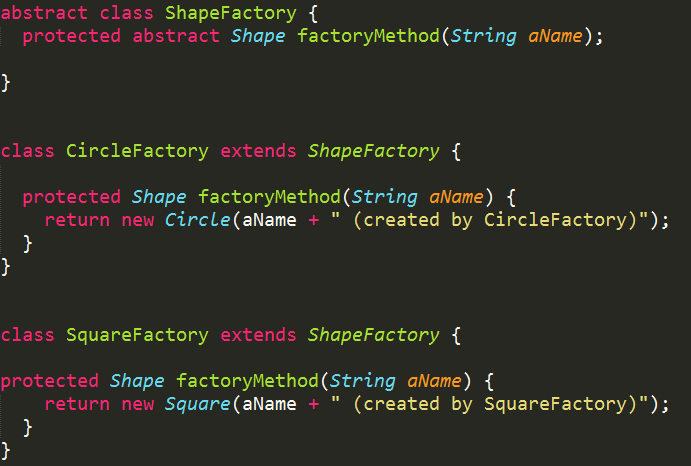 abstract class ShapeFactory {
  protected abstract Shape factoryMethod(String aName);

}


class CircleFactory extends ShapeFactory {

  protected Shape factoryMethod(String aName) {
    return new Circle(aName + " (created by CircleFactory)");
  }
}


class SquareFactory extends ShapeFactory {

protected Shape factoryMethod(String aName) {
    return new Square(aName + " (created by SquareFactory)");
  }
}